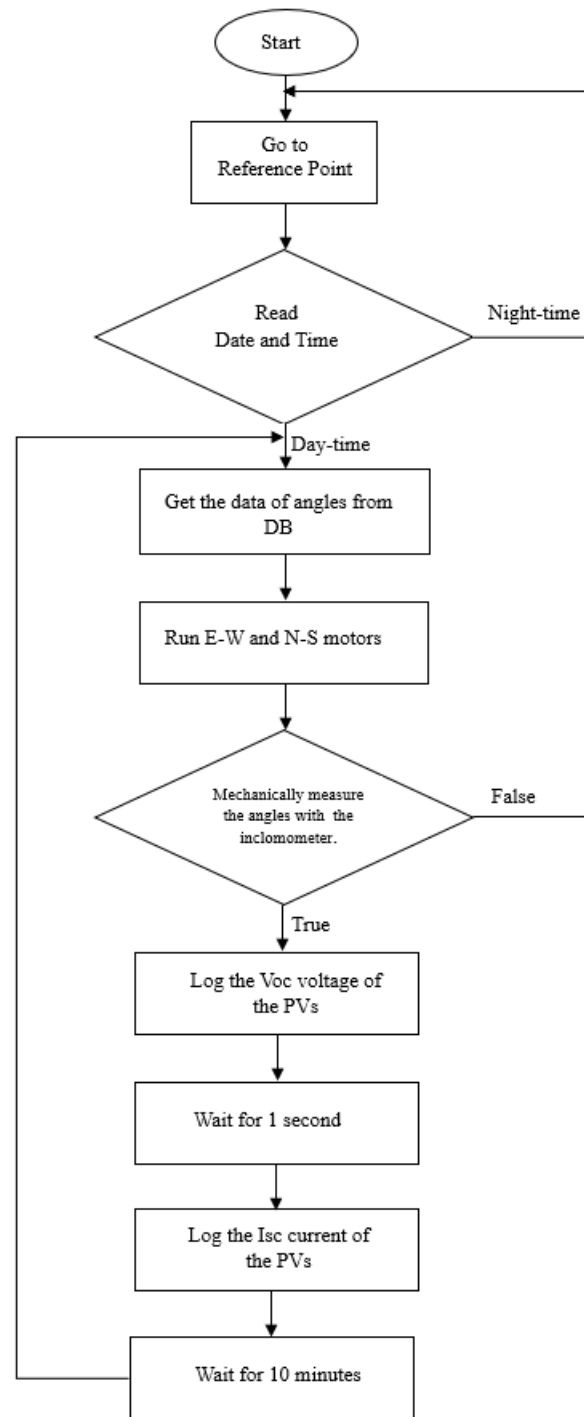 Start
Go to
Reference Point
Read
Date and Time
Night-time
Day-time
Get the data of angles from
DB
Run E-W and N-S motors
Mechanically measure
the angles with the
inclomometer.
False
True
Log the Voc voltage of
the PVs
Wait for 1 second
Log the Isc current of
the PVs
Wait for 10 minutes